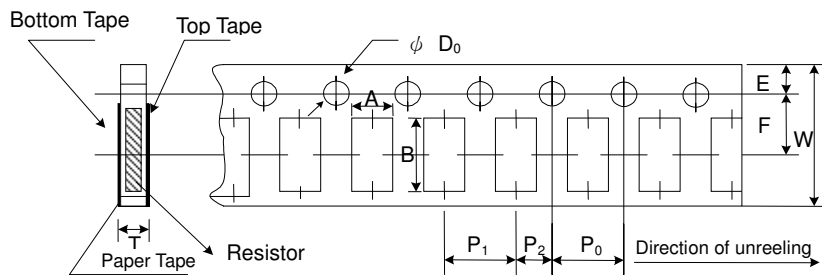 Bottom Tape
Top Tape
ϕ D0
E
A
F
W
B
T
Paper Tape
Resistor
P1
P2
P0
Direction of unreeling